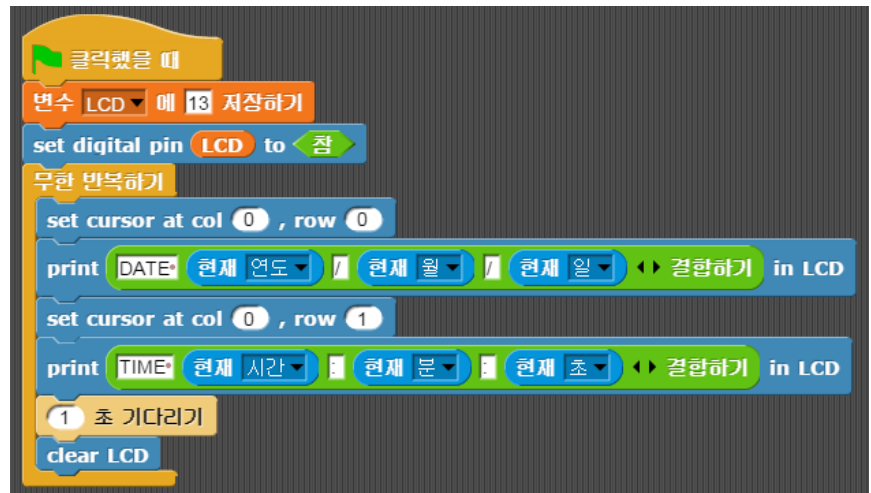 클릭했을 때
변수 LCD 에 13 저장하기
set digital pin LCD to 참
무한 반복하기
set cursor at col 0 , row 0
print DATE 현재 연도 / 현재 월 / 현재 일 결합하기 in LCD
set cursor at col 0 , row 1
print TIME 현재 시간 : 현재 분 : 현재 초 결합하기 in LCD
1 초 기다리기
clear LCD